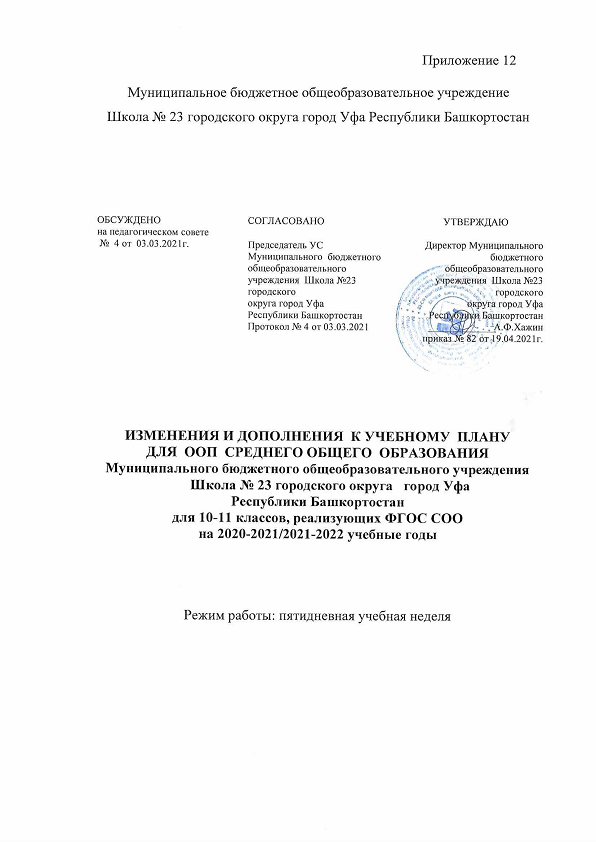 Приложение 12
Муниципальное бюджетное общеобразовательное учреждение
Школа № 23 городского округа город Уфа Республики Башкортостан
ОБСУЖДЕНО
на педагогическом совете
№ 4 от 03.03.2021г.
СОГЛАСОВАНО
Председатель УС
Муниципального бюджетного
общеобразовательного
учреждения Школа №23
городского
округа город Уфа
Республики Башкортостан
Протокол № 4 от 03.03.2021
УТВЕРЖДАЮ
Директор Муниципального
бюджетного
общеобразовательного
учреждения Школа №23
городского
округа город Уфа
Республики Башкортостан
А.Ф.Хажин
приказ № 82 от 19.04.2021г.
ИЗМЕНЕНИЯ И ДОПОЛНЕНИЯ К УЧЕБНОМУ ПЛАНУ
ДЛЯ ООП СРЕДНЕГО ОБЩЕГО ОБРАЗОВАНИЯ
Муниципального бюджетного общеобразовательного учреждения
Школа № 23 городского округа город Уфа
Республики Башкортостан
для 10-11 классов, реализующих ФГОС СОО
на 2020-2021/2021-2022 учебные годы
Режим работы: пятидневная учебная неделя